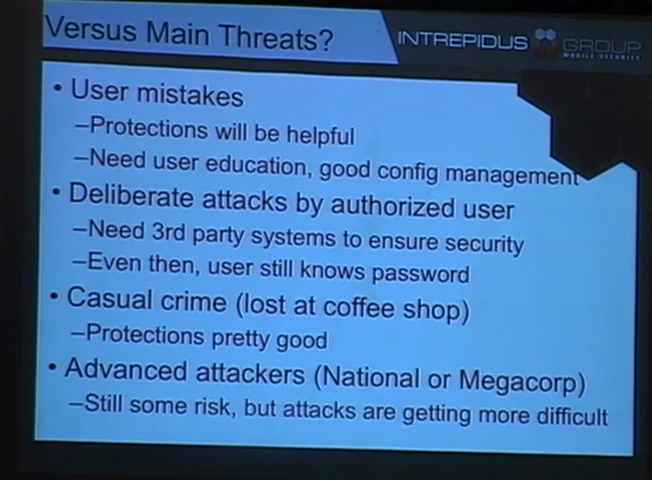 Versus Main Threats?
INTREPIDUS GROUP
MOBILE SECURITY
• User mistakes
–Protections will be helpful
–Need user education, good config management
• Deliberate attacks by authorized user
–Need 3rd party systems to ensure security
–Even then, user still knows password
• Casual crime (lost at coffee shop)
–Protections pretty good
• Advanced attackers (National or Megacorp)
–Still some risk, but attacks are getting more difficult